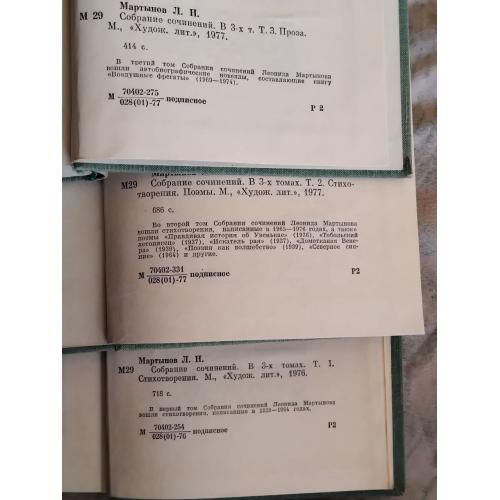 Мартынов Л. Н.
М 29
Собрание сочинений. В 3-х т. Т. 3. Проза.
М., «Худож. лит.», 1977.
414 с.
В третий том Собрания сочинений Леонида Мартынова
вошли автобиографические новеллы, составляющие книгу
«Воздушные фрегаты» (1969—1974).
М 70402-275
028(01)-77 подписное
Р 2
Мартынов
М29
Собрание сочинений. В 3-х томах. Т. 2. Стихо-
творения. Поэмы. М., «Худож. лит.», 1977.
686 с.
Во второй том Собрания сочинений Леонида Мартынова
вошли стихотворения, написанные в 1965—1976 годах, а также
поэмы «Правдивая история об Увенькае» (1936), «Тобольский
летописец» (1937), «Искатель рая» (1937), «Домотканая Вене-
ра» (1939), «Поэзия как волшебство» (1939), «Северное сия-
ние» (1964) и другие.
М 70402-331
028(01)-77 подписное
Р2
Мартынов Л. Н.
М29
Собрание сочинений. В 3-х томах. Т. 1.
Стихотворения. М., «Худож. лит.», 1976.
718 с.
В первый том Собрания сочинений Леонида Мартынова
вошли стихотворения, написанные в годах.
М 70402-254
028(01)-76 подписное
Р2